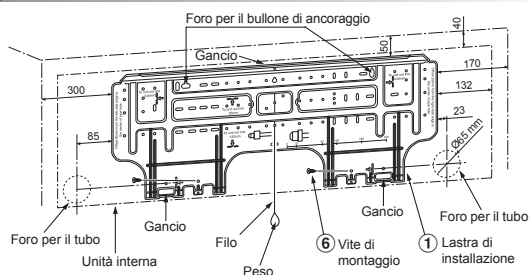 Foro per il bullone di ancoraggio
Gancio
40
50
170
300
132
23
85
Ø65 mm
Foro per il tubo
Unità interna
Gancio
Filo
Peso
6 Vite di
montaggio
Gancio
1 Lastra di
installazione
Foro per il tubo